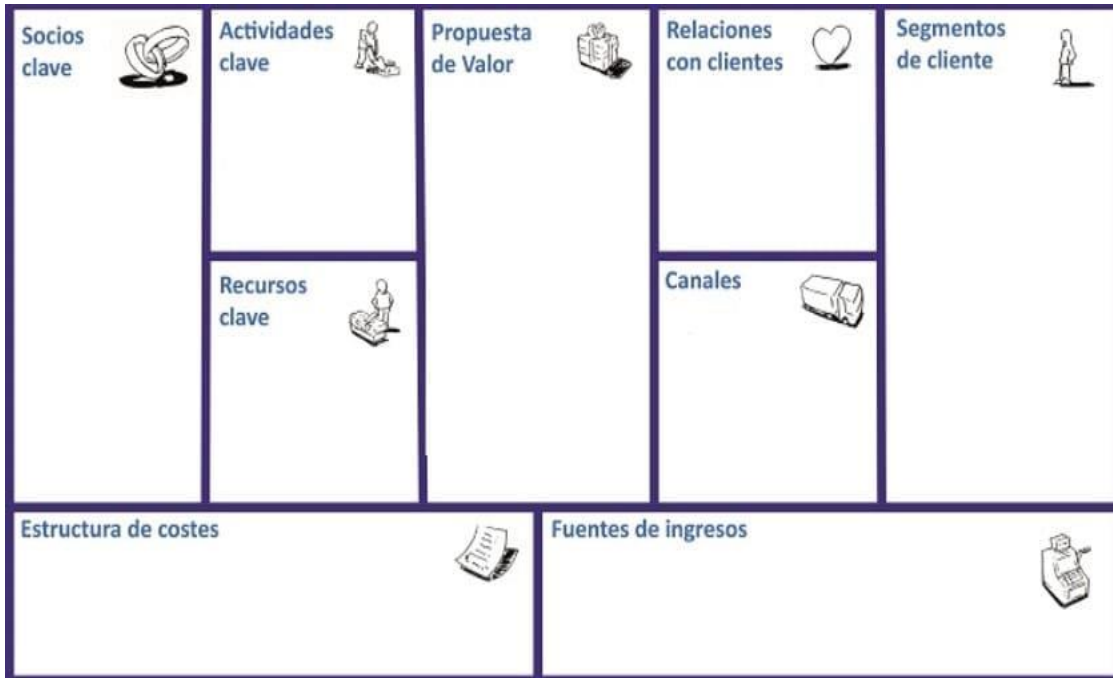 Socios
clave
Actividades
clave
Propuesta
de Valor
Relaciones
con clientes
Segmentos
de cliente
Recursos
clave
Canales
Estructura de costes
Fuentes de ingresos